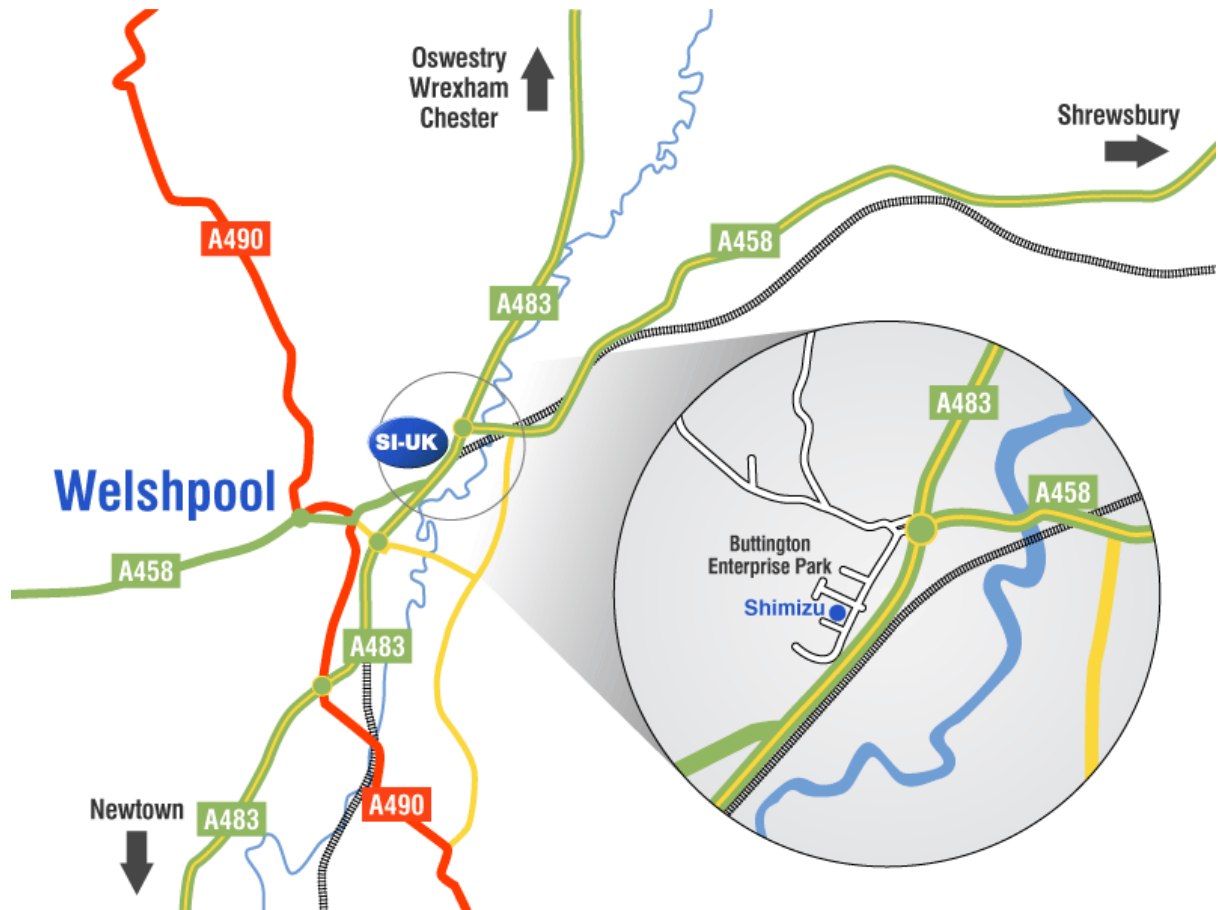 Oswestry
Wrexham
Chester
Shrewsbury
A490
A458
A483
SI-UK
Welshpool
A458
A483
Newtown
A483
A490
A483
A458
Buttington
Enterprise Park
Shimizu